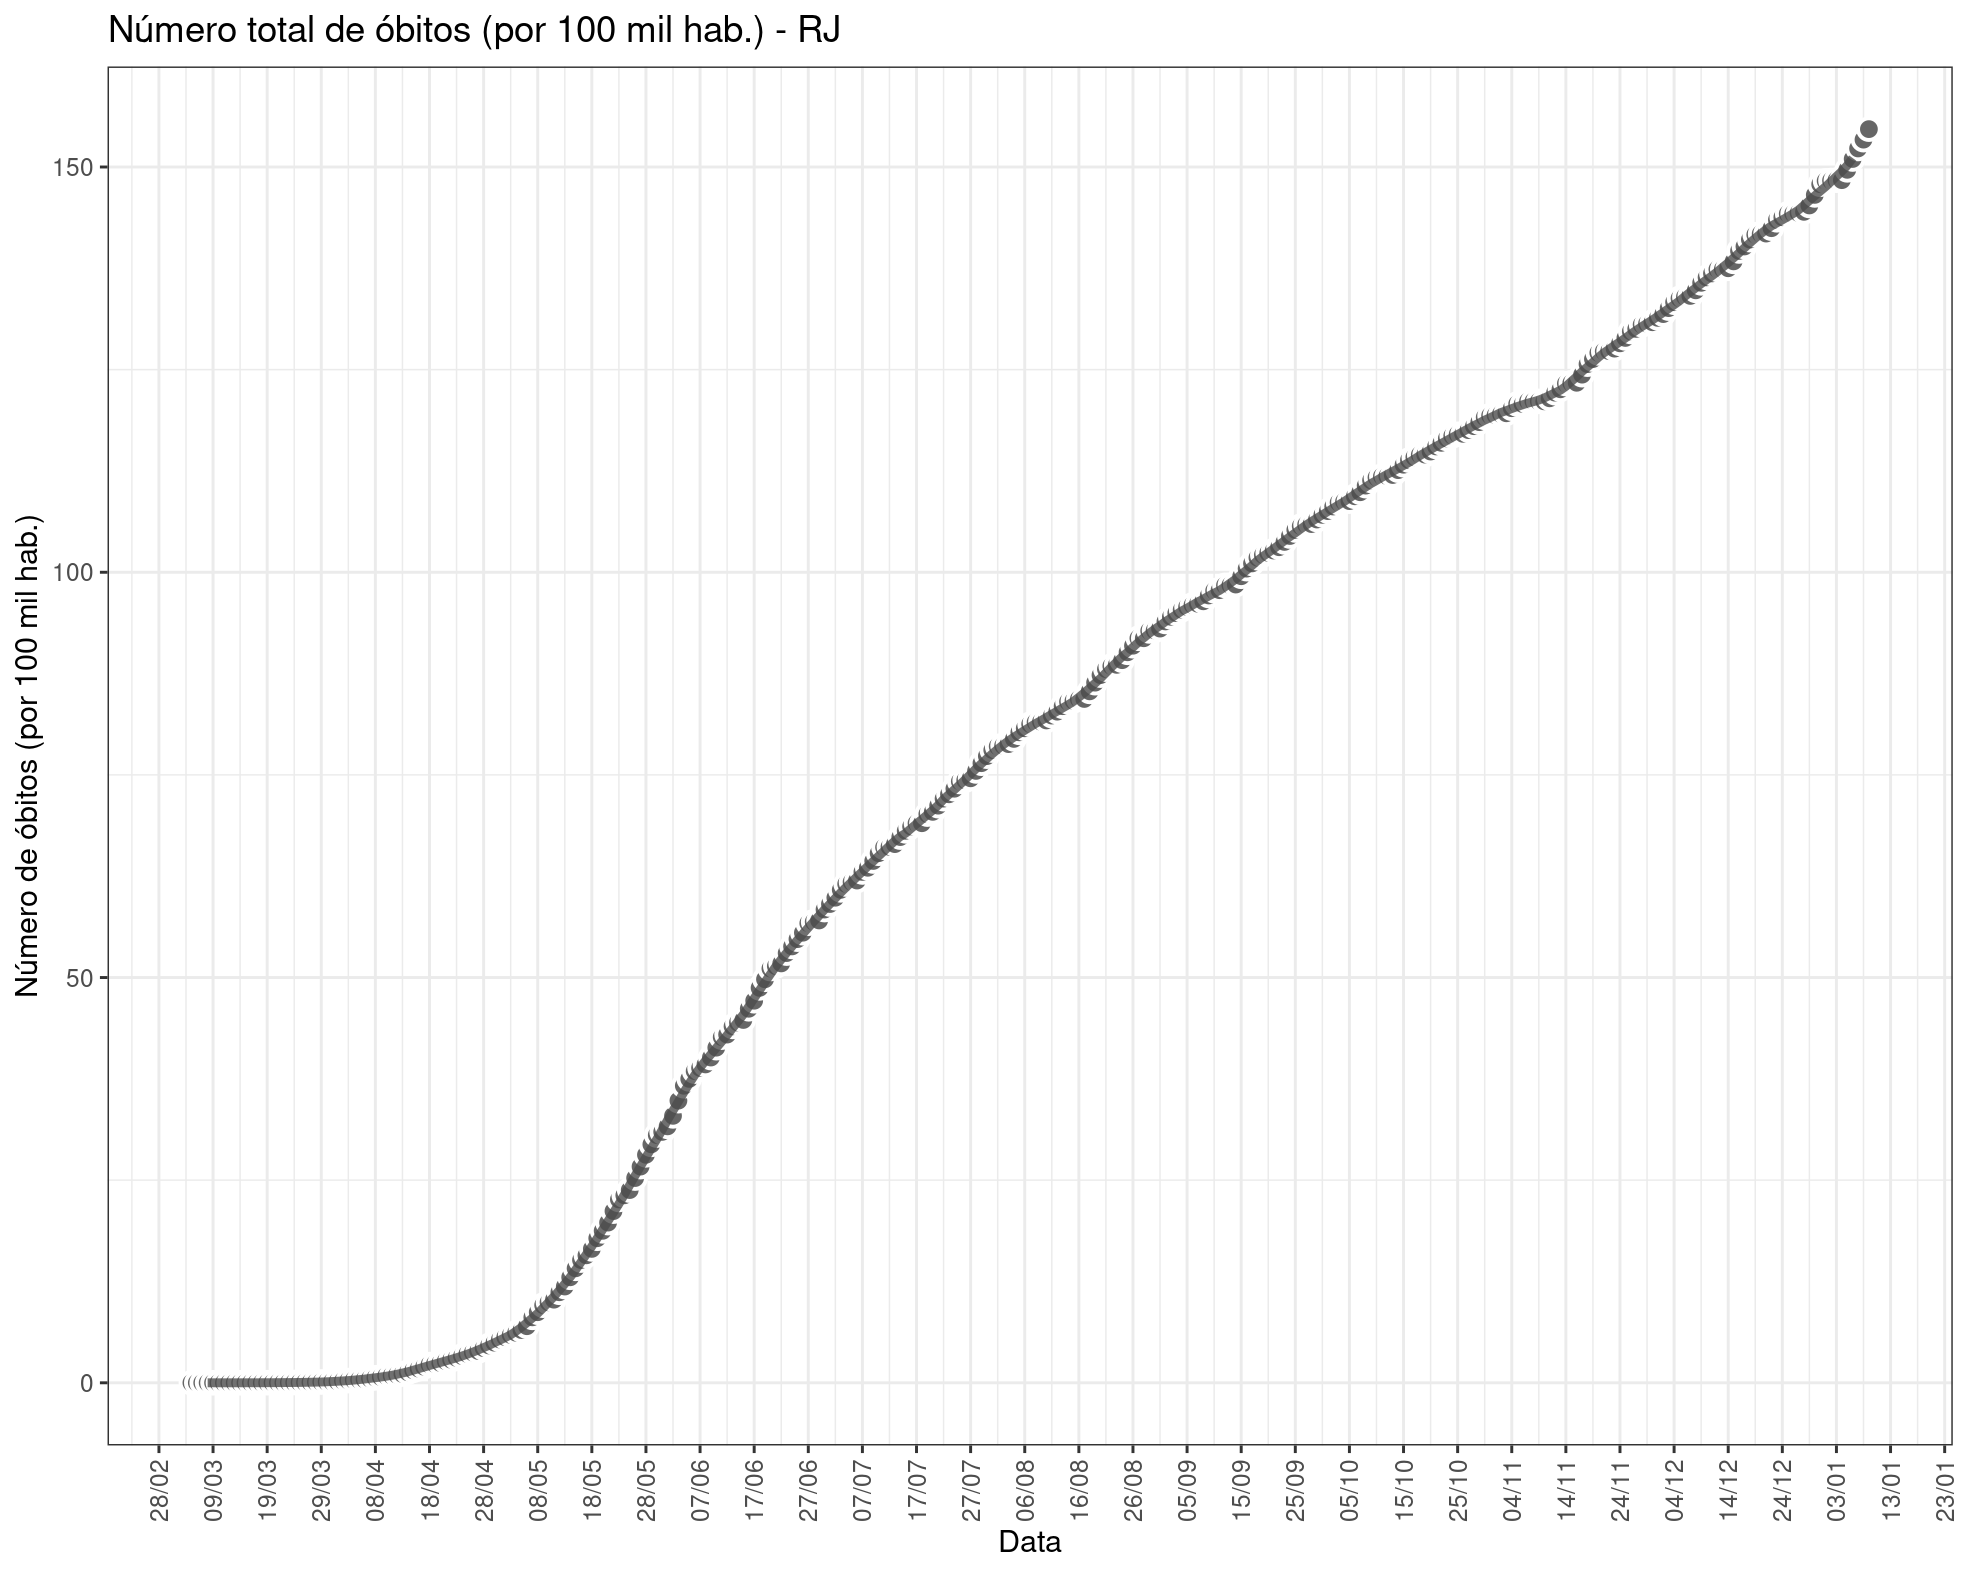 Número total de óbitos (por 100 mil hab.) - RJ
Número de óbitos (por 100 mil hab.)
150
100
50
0
28/02 09/03 19/03 29/03 08/04 18/04 28/04 08/05 18/05 28/05 07/06 17/06 27/06 07/07 17/07 27/07 06/08 16/08 26/08 05/09 15/09 25/09 05/10 15/10 25/10 04/11 14/11 24/11 04/12 14/12 24/12 03/01 13/01 23/01
Data